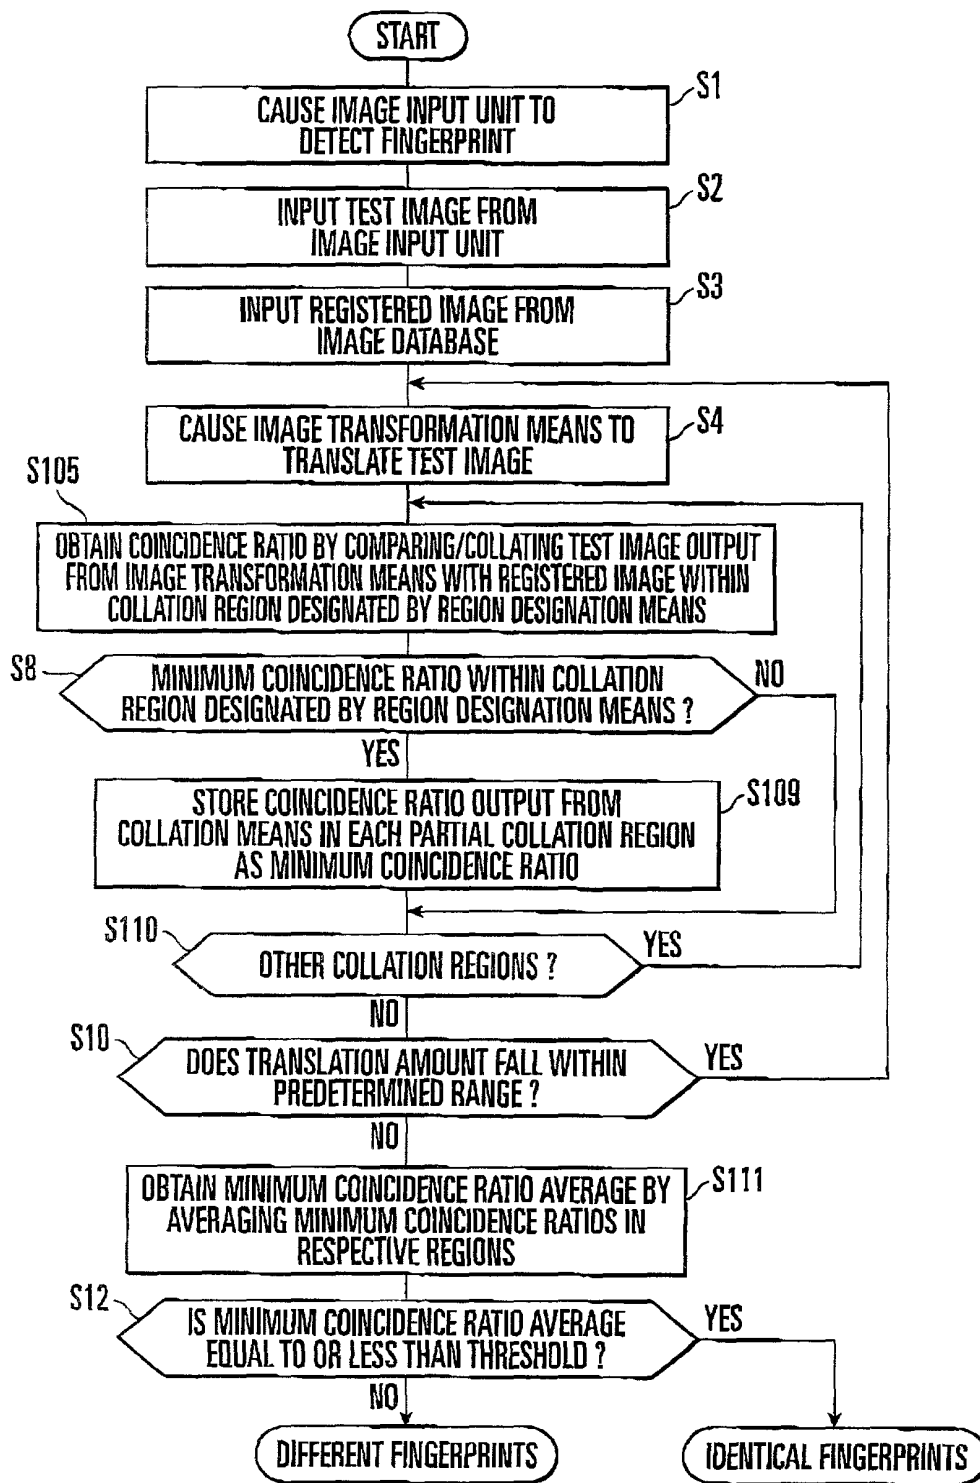 START
S1
CAUSE IMAGE INPUT UNIT TO
DETECT FINGERPRINT
S2
INPUT TEST IMAGE FROM
IMAGE INPUT UNIT
S3
INPUT REGISTERED IMAGE FROM
IMAGE DATABASE
S4
CAUSE IMAGE TRANSFORMATION MEANS TO
TRANSLATE TEST IMAGE
S105
OBTAIN COINCIDENCE RATIO BY COMPARING/COLLATING TEST IMAGE OUTPUT
FROM IMAGE TRANSFORMATION MEANS WITH REGISTERED IMAGE WITHIN
COLLATION REGION DESIGNATED BY REGION DESIGNATION MEANS
S8
MINIMUM COINCIDENCE RATIO WITHIN COLLATION
REGION DESIGNATED BY REGION DESIGNATION MEANS ?
NO
YES
S109
STORE COINCIDENCE RATIO OUTPUT FROM
COLLATION MEANS IN EACH PARTIAL COLLATION REGION
AS MINIMUM COINCIDENCE RATIO
S110
OTHER COLLATION REGIONS ?
YES
NO
S10
DOES TRANSLATION AMOUNT FALL WITHIN
PREDETERMINED RANGE ?
YES
NO
S111
OBTAIN MINIMUM COINCIDENCE RATIO AVERAGE BY
AVERAGING MINIMUM COINCIDENCE RATIOS IN
RESPECTIVE REGIONS
S12
IS MINIMUM COINCIDENCE RATIO AVERAGE
EQUAL TO OR LESS THAN THRESHOLD ?
YES
NO
DIFFERENT FINGERPRINTS
IDENTICAL FINGERPRINTS